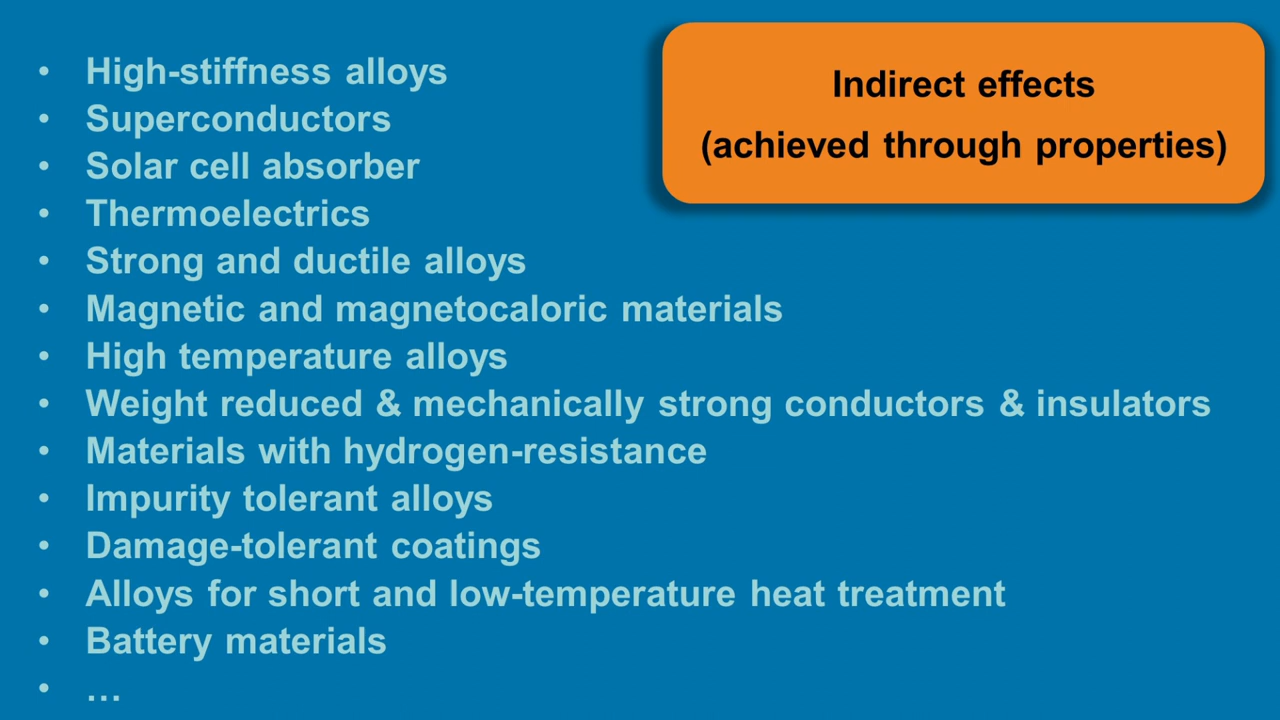 Indirect effects
(achieved through properties)
• High-stiffness alloys
• Superconductors
• Solar cell absorber
• Thermoelectrics
• Strong and ductile alloys
• Magnetic and magnetocaloric materials
• High temperature alloys
• Weight reduced & mechanically strong conductors & insulators
• Materials with hydrogen-resistance
• Impurity tolerant alloys
• Damage-tolerant coatings
• Alloys for short and low-temperature heat treatment
• Battery materials
• …